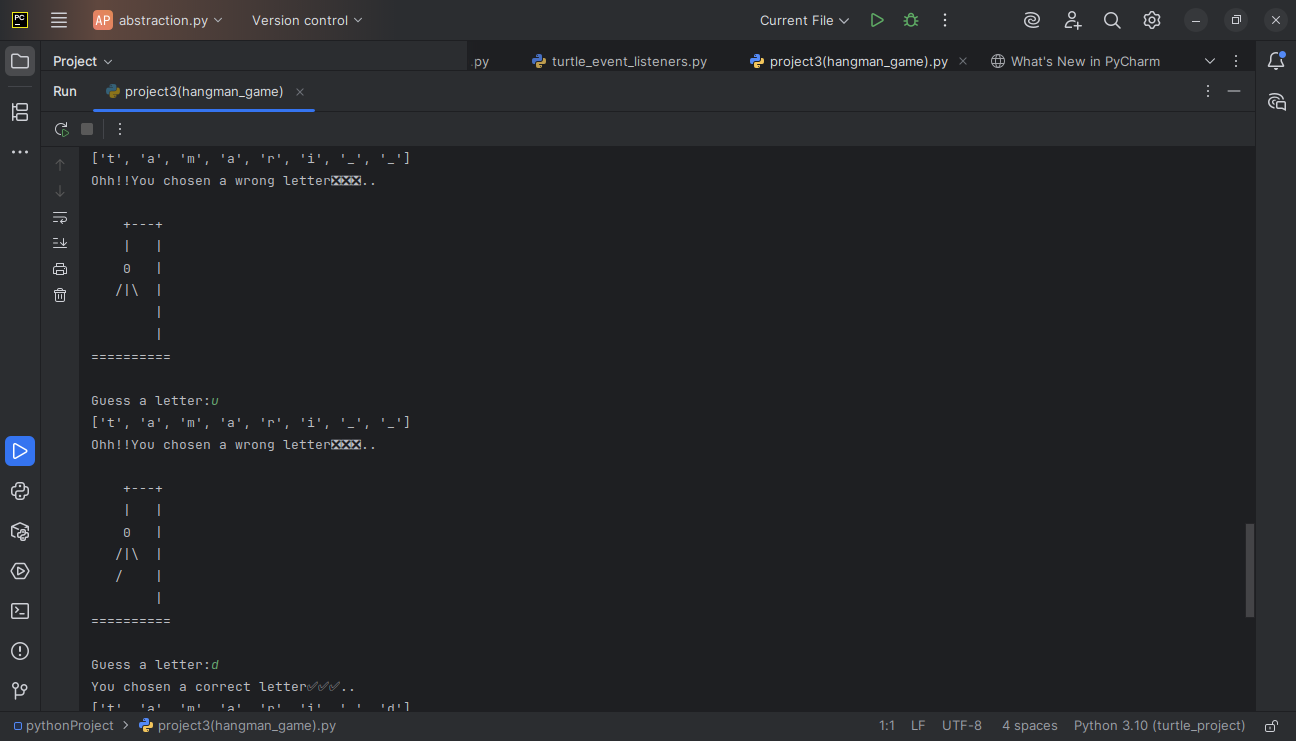 PC
AP abstraction.py Version control Current File
Project .py turtle_event_listeners.py project3(hangman_game).py What's New in PyCharm
Run project3(hangman_game)
['t', 'a', 'm', 'a', 'r', 'i', '_', '_']
Ohh!!You chosen a wrong letter❎❎❎..
+---+
|   |
0   |
/|\  |
|
|
==========
Guess a letter:u
['t', 'a', 'm', 'a', 'r', 'i', '_', '_']
Ohh!!You chosen a wrong letter❎❎❎..
+---+
|   |
0   |
/|\  |
/    |
|
==========
Guess a letter:d
You chosen a correct letter✅✅✅..
['t', 'a', 'm', 'a', 'r', 'i', '_', 'd']
pythonProject > project3(hangman_game).py 1:1 LF UTF-8 4 spaces Python 3.10 (turtle_project)